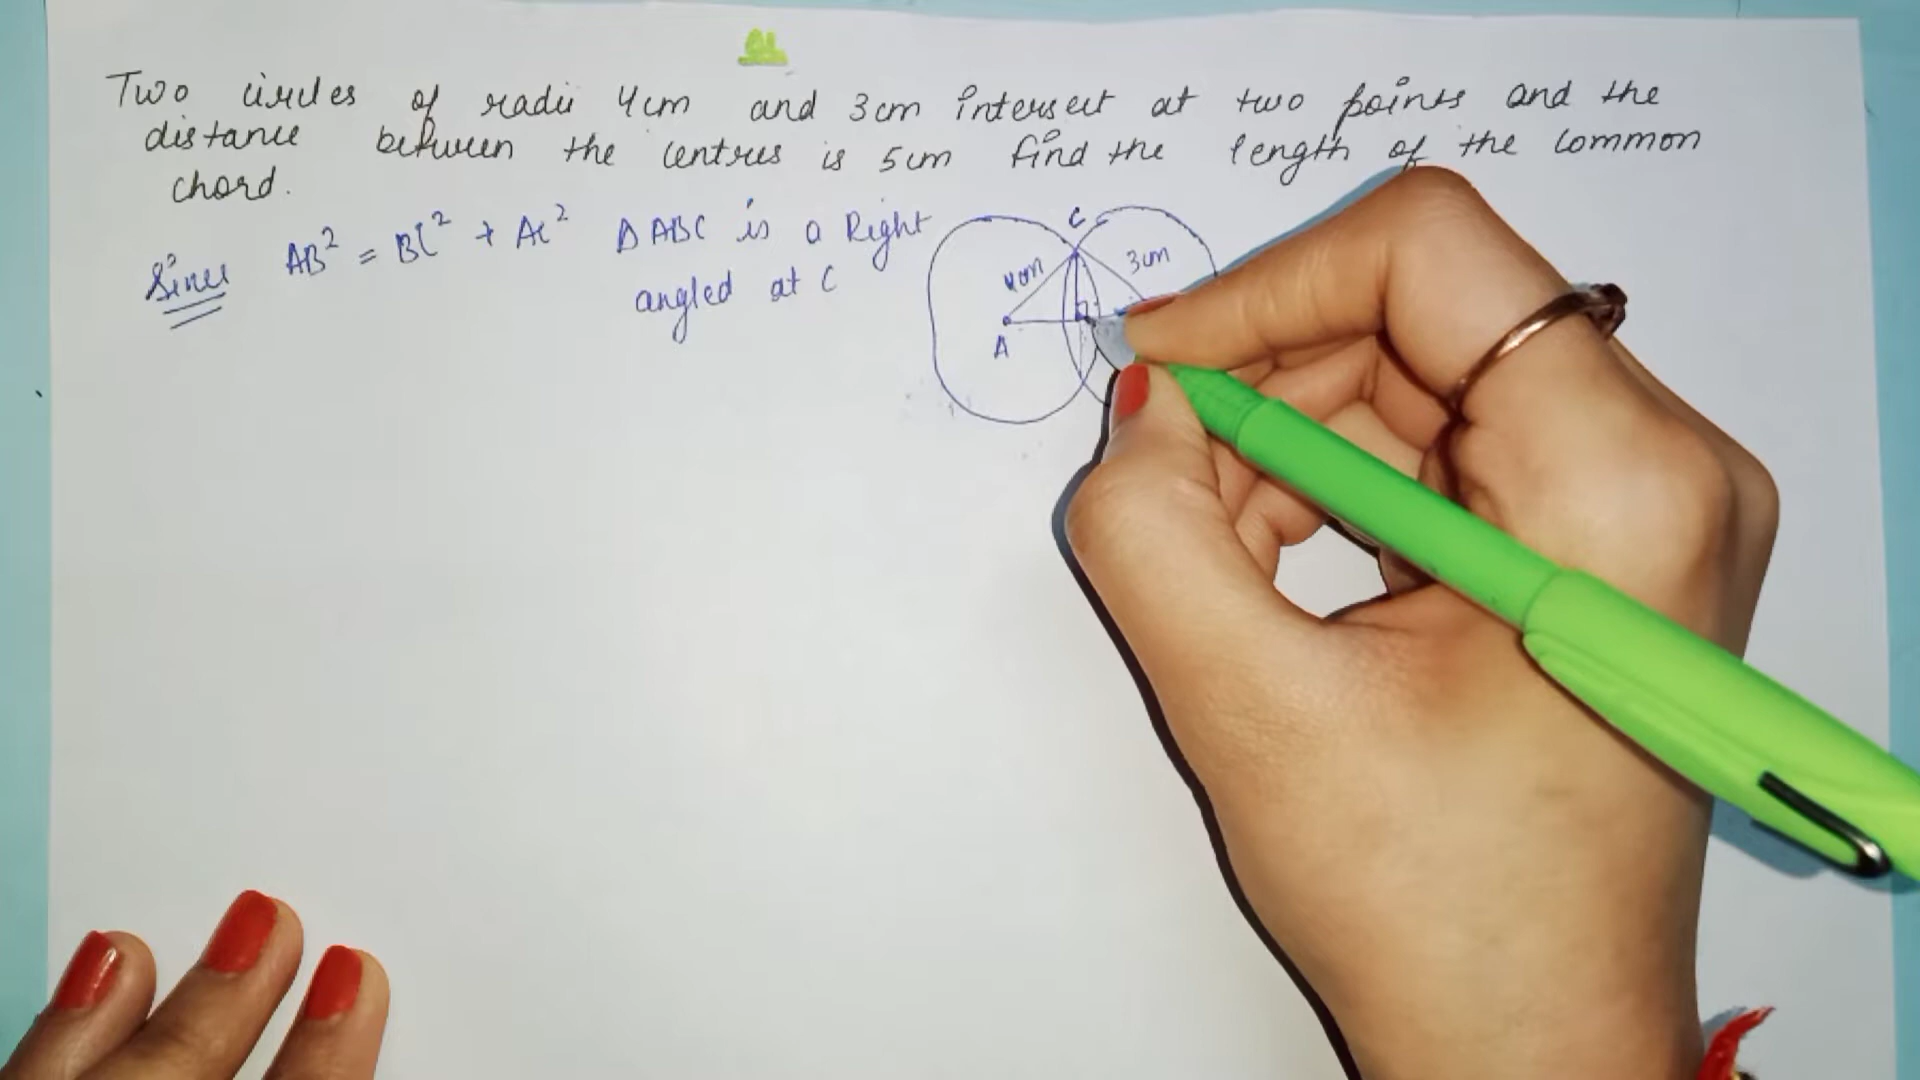 Two circles of radii 4cm and 3cm intersect at two points and the
distance between the centres is 5cm find the length of the common
chord.
Since AB² = BC² + AC² Δ ABC is a Right
angled at C
C
4cm
3cm
A